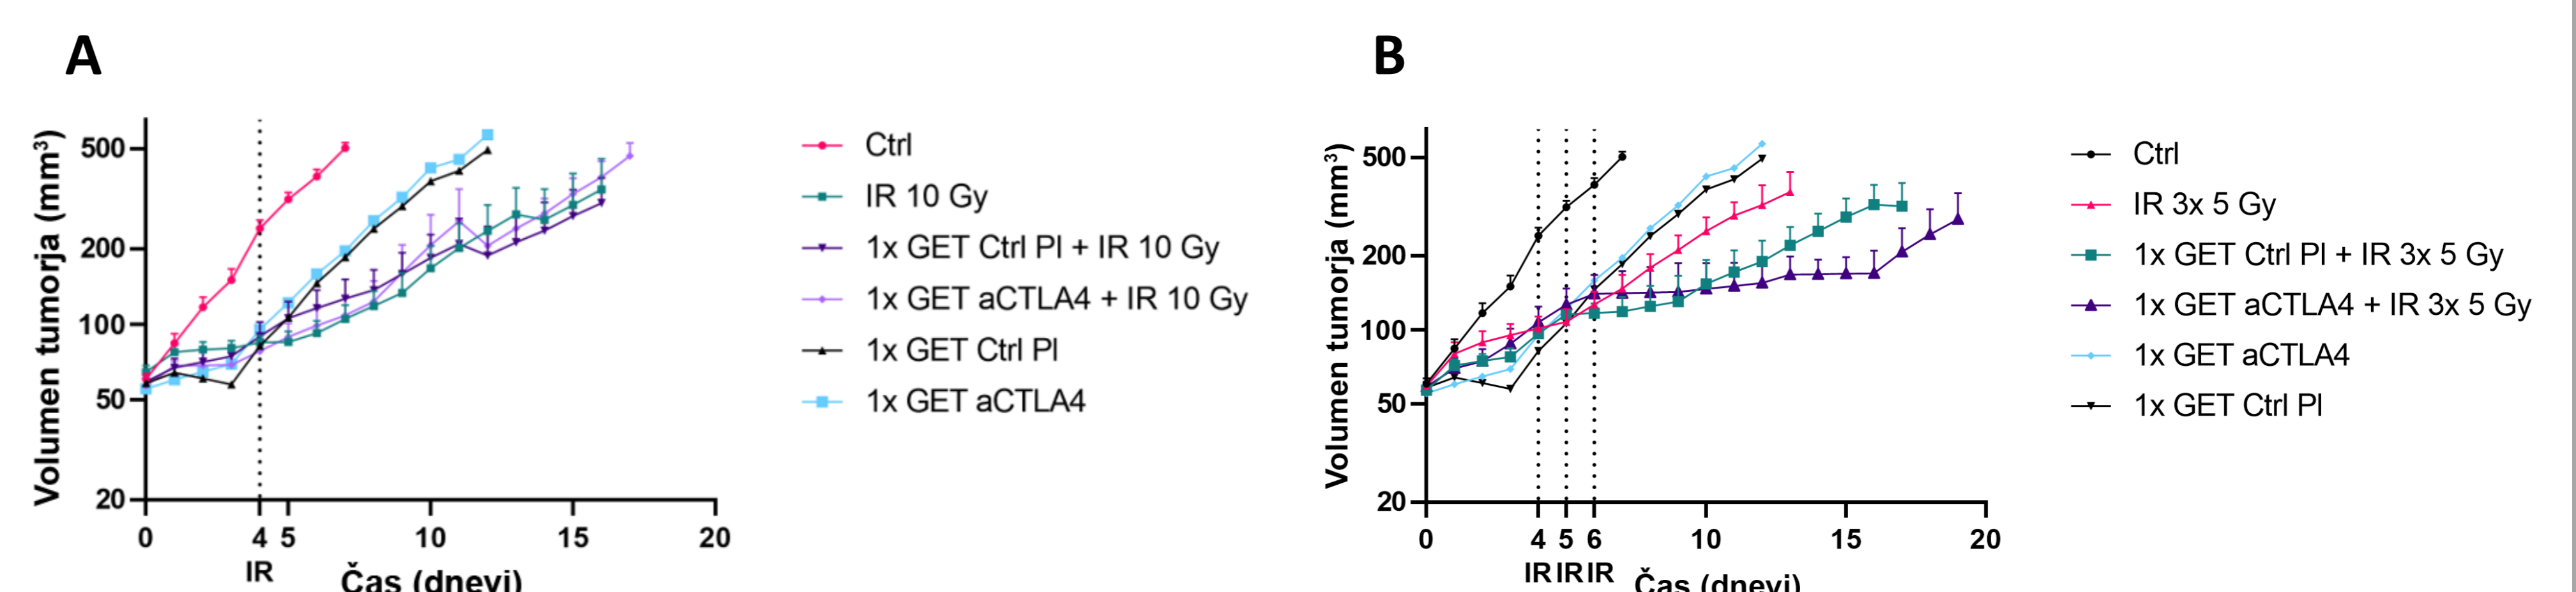 A
Volumen tumorja (mm³)
500
200
100
50
20
0 4 5 10 15 20
IR
Čas (dnevi)
Ctrl
IR 10 Gy
1x GET Ctrl Pl + IR 10 Gy
1x GET aCTLA4 + IR 10 Gy
1x GET Ctrl Pl
1x GET aCTLA4
B
Volumen tumorja (mm³)
500
200
100
50
20
0 4 5 6 10 15 20
IR IR IR
Čas (dnevi)
Ctrl
IR 3x 5 Gy
1x GET Ctrl Pl + IR 3x 5 Gy
1x GET aCTLA4 + IR 3x 5 Gy
1x GET aCTLA4
1x GET Ctrl Pl